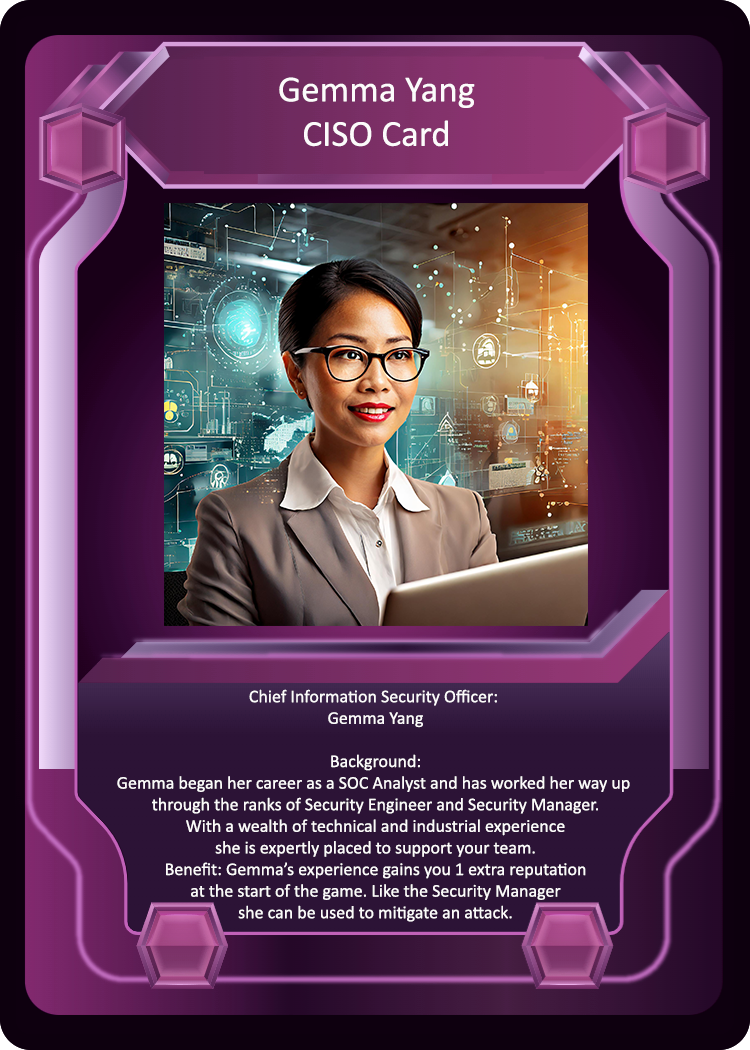 Gemma Yang
CISO Card
Chief Information Security Officer:
Gemma Yang
Background:
Gemma began her career as a SOC Analyst and has worked her way up
through the ranks of Security Engineer and Security Manager.
With a wealth of technical and industrial experience
she is expertly placed to support your team.
Benefit: Gemma’s experience gains you 1 extra reputation
at the start of the game. Like the Security Manager
she can be used to mitigate an attack.